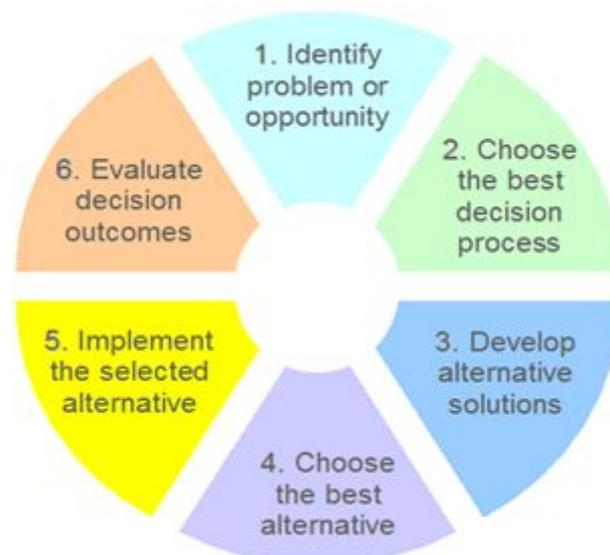 1. Identify
problem or
opportunity
2. Choose
the best
decision
process
3. Develop
alternative
solutions
4. Choose
the best
alternative
5. Implement
the selected
alternative
6. Evaluate
decision
outcomes